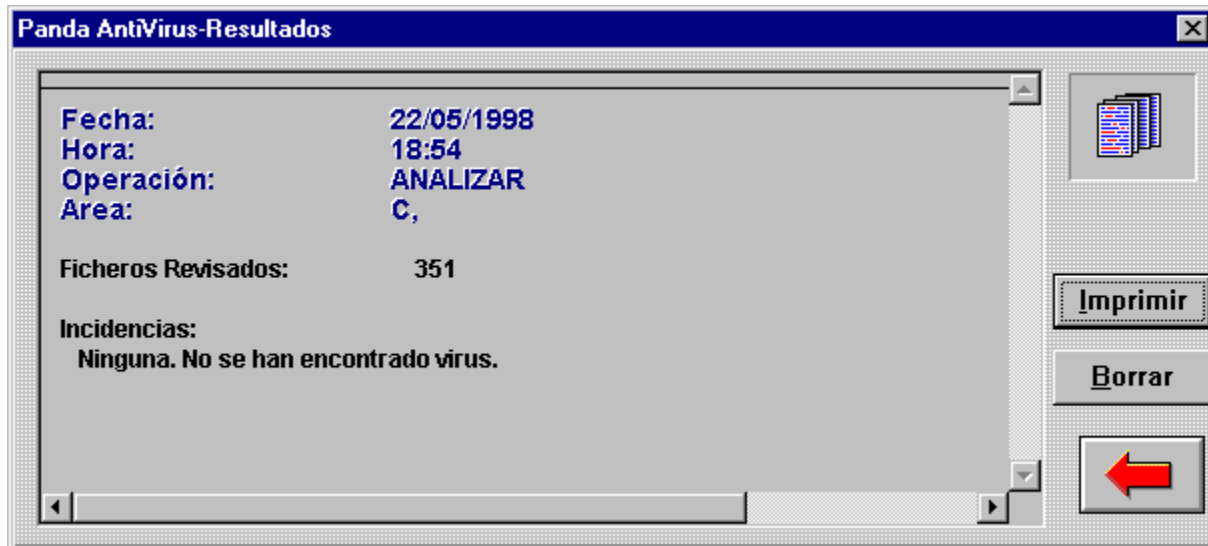 Panda AntiVirus-Resultados
Fecha: 22/05/1998
Hora: 18:54
Operación: ANALIZAR
Area: C,
Ficheros Revisados: 351
Incidencias:
Ninguna. No se han encontrado virus.
Imprimir
Borrar